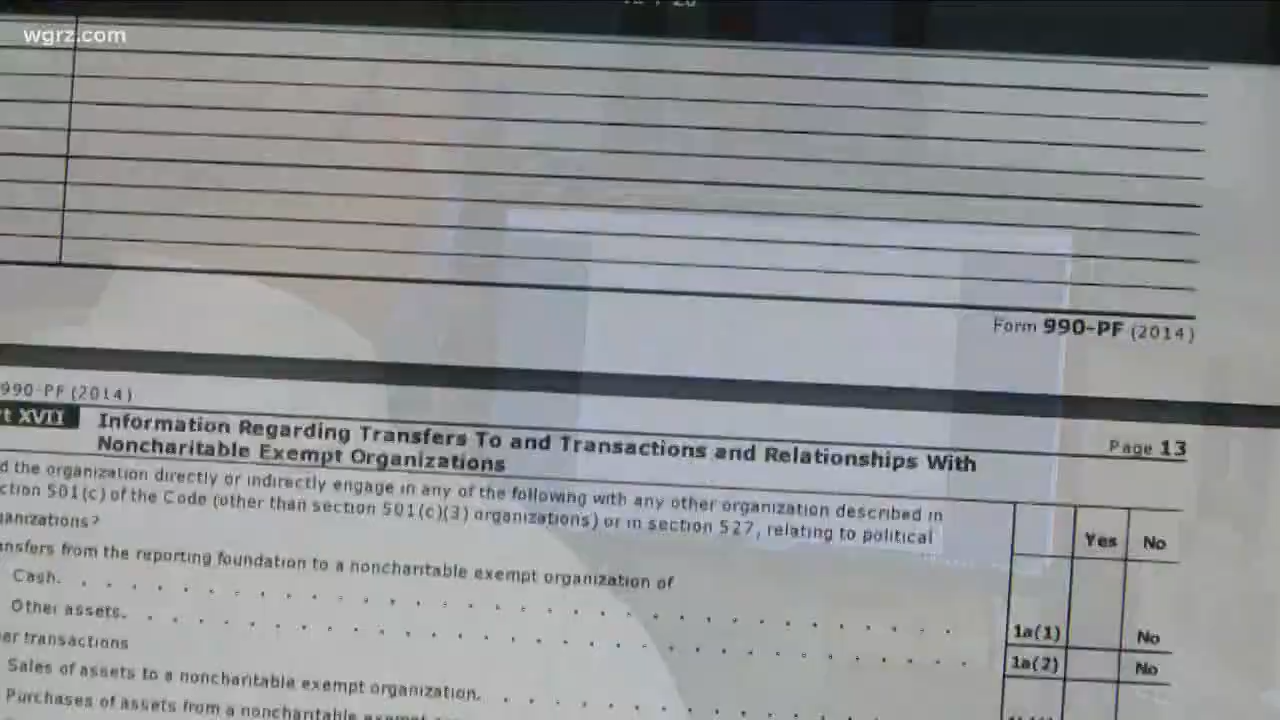 wgrz.com
Form 990-PF (2014)
990-PF (2014)
Page 13
XVII Information Regarding Transfers To and Transactions and Relationships With
Noncharitable Exempt Organizations
d the organization directly or indirectly engage in any of the following with any other organization described in
ction 501(c) of the Code (other than section 501(c)(3) organizations) or in section 527, relating to political
ganizations?
Yes No
ansfers from the reporting foundation to a noncharitable exempt organization of
Cash. . . . . . . . . . . . . . . . . . . . . . . . 1a(1) No
Other assets. . . . . . . . . . . . . . . . . . . . . . 1a(2) No
er transactions
Sales of assets to a noncharitable exempt organization. . . . . . . . .
Purchases of assets from a noncharitable